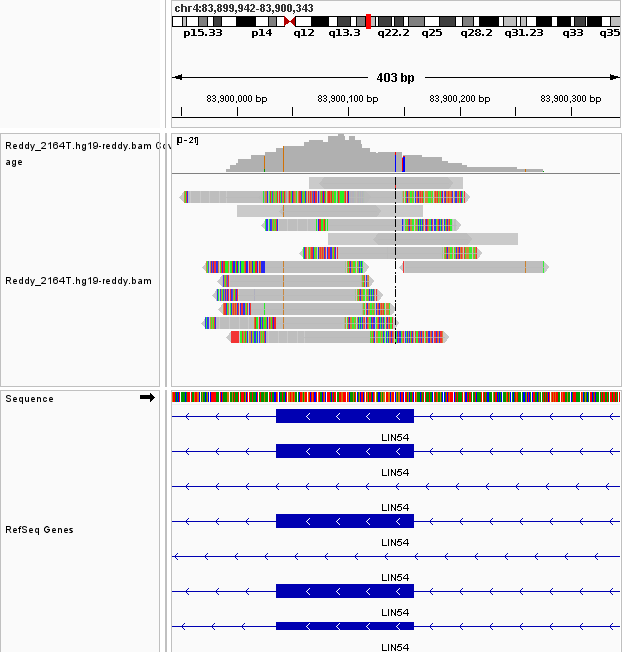 chr4:83,899,942-83,900,343
p15.33 p14 q12 q13.3 q22.2 q25 q28.2 q31.23 q33 q35
403 bp
83,900,000 bp 83,900,100 bp 83,900,200 bp 83,900,300 bp
Reddy_2164T.hg19-reddy.bam Cov
age
[0-21]
Reddy_2164T.hg19-reddy.bam
Sequence
LIN54
LIN54
RefSeq Genes
LIN54
LIN54
LIN54
LIN54